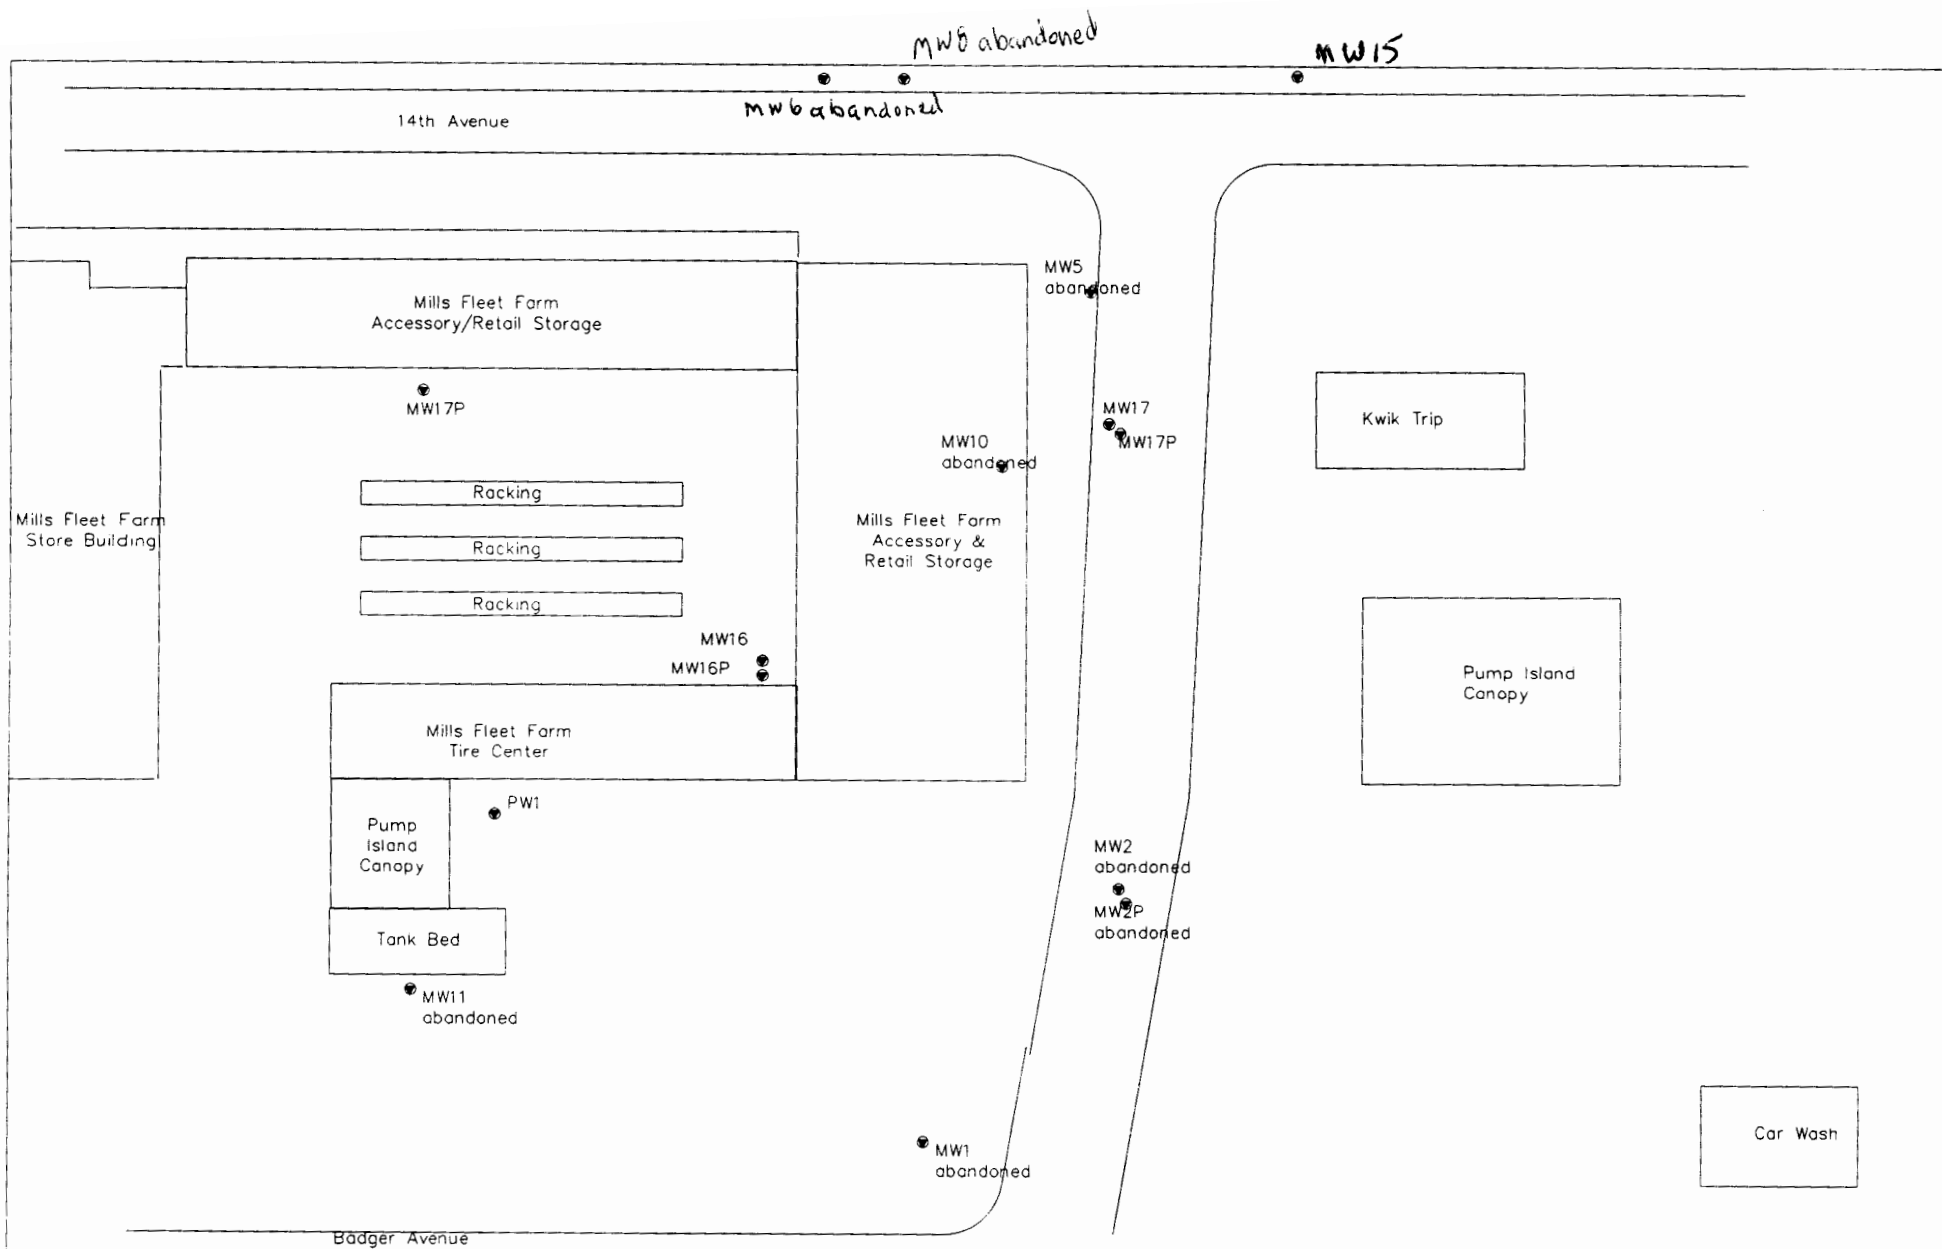 MW8 abandoned
MW15
MW6 abandoned
14th Avenue
MW5
abandoned
Mills Fleet Farm
Accessory/Retail Storage
MW17P
MW17
MW17P
Kwik Trip
MW10
abandoned
Racking
Racking
Racking
Mills Fleet Farm
Store Building
Mills Fleet Farm
Accessory &
Retail Storage
MW16
MW16P
Pump Island
Canopy
Mills Fleet Farm
Tire Center
PW1
Pump
Island
Canopy
MW2
abandoned
MW2P
abandoned
Tank Bed
MW11
abandoned
Car Wash
MW1
abandoned
Badger Avenue